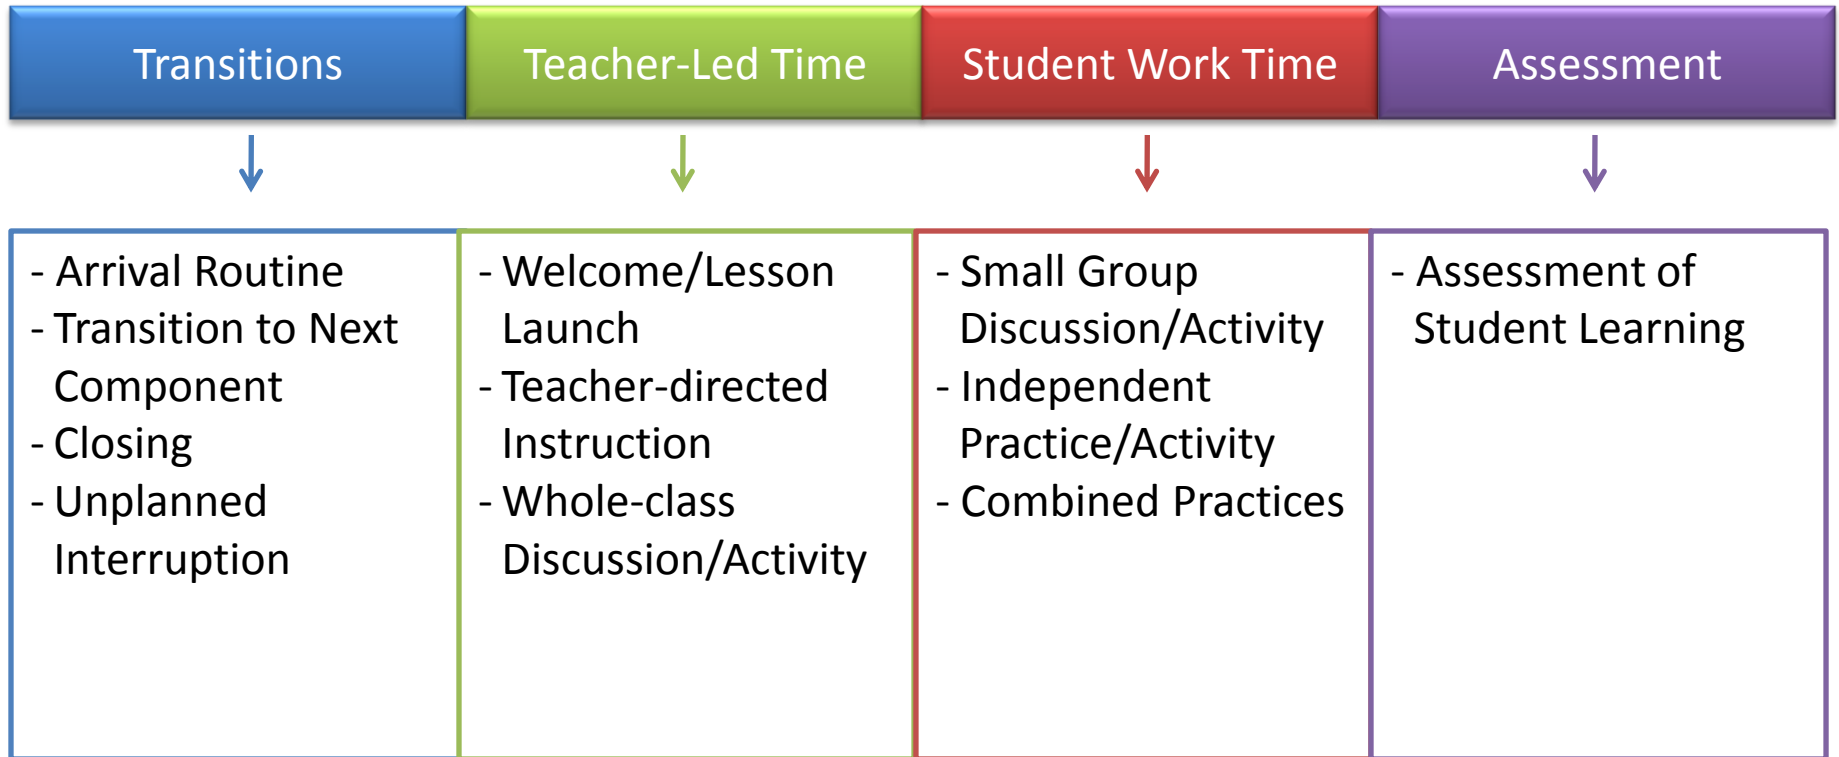 Transitions
Teacher-Led Time
Student Work Time
Assessment
- Arrival Routine
- Transition to Next
Component
- Closing
- Unplanned
Interruption
- Welcome/Lesson
Launch
- Teacher-directed
Instruction
- Whole-class
Discussion/Activity
- Small Group
Discussion/Activity
- Independent
Practice/Activity
- Combined Practices
- Assessment of
Student Learning